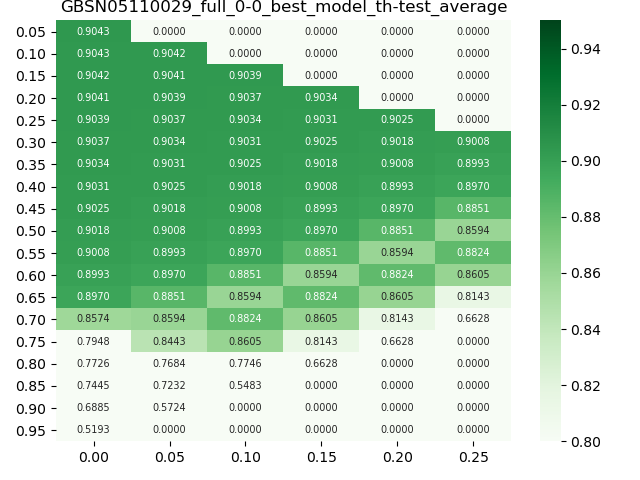 GBSN05110029_full_0-0_best_model_th-test_average
0.05 0.9043 0.0000 0.0000 0.0000 0.0000 0.0000
0.10 0.9043 0.9042 0.0000 0.0000 0.0000 0.0000
0.15 0.9042 0.9041 0.9039 0.0000 0.0000 0.0000
0.20 0.9041 0.9039 0.9037 0.9034 0.0000 0.0000
0.25 0.9039 0.9037 0.9034 0.9031 0.9025 0.0000
0.30 0.9037 0.9034 0.9031 0.9025 0.9018 0.9008
0.35 0.9034 0.9031 0.9025 0.9018 0.9008 0.8993
0.40 0.9031 0.9025 0.9018 0.9008 0.8993 0.8970
0.45 0.9025 0.9018 0.9008 0.8993 0.8970 0.8851
0.50 0.9018 0.9008 0.8993 0.8970 0.8851 0.8594
0.55 0.9008 0.8993 0.8970 0.8851 0.8594 0.8824
0.60 0.8993 0.8970 0.8851 0.8594 0.8824 0.8605
0.65 0.8970 0.8851 0.8594 0.8824 0.8605 0.8143
0.70 0.8574 0.8594 0.8824 0.8605 0.8143 0.6628
0.75 0.7948 0.8443 0.8605 0.8143 0.6628 0.0000
0.80 0.7726 0.7684 0.7746 0.6628 0.0000 0.0000
0.85 0.7445 0.7232 0.5483 0.0000 0.0000 0.0000
0.90 0.6885 0.5724 0.0000 0.0000 0.0000 0.0000
0.95 0.5193 0.0000 0.0000 0.0000 0.0000 0.0000
0.00 0.05 0.10 0.15 0.20 0.25
0.94
0.92
0.90
0.88
0.86
0.84
0.82
0.80